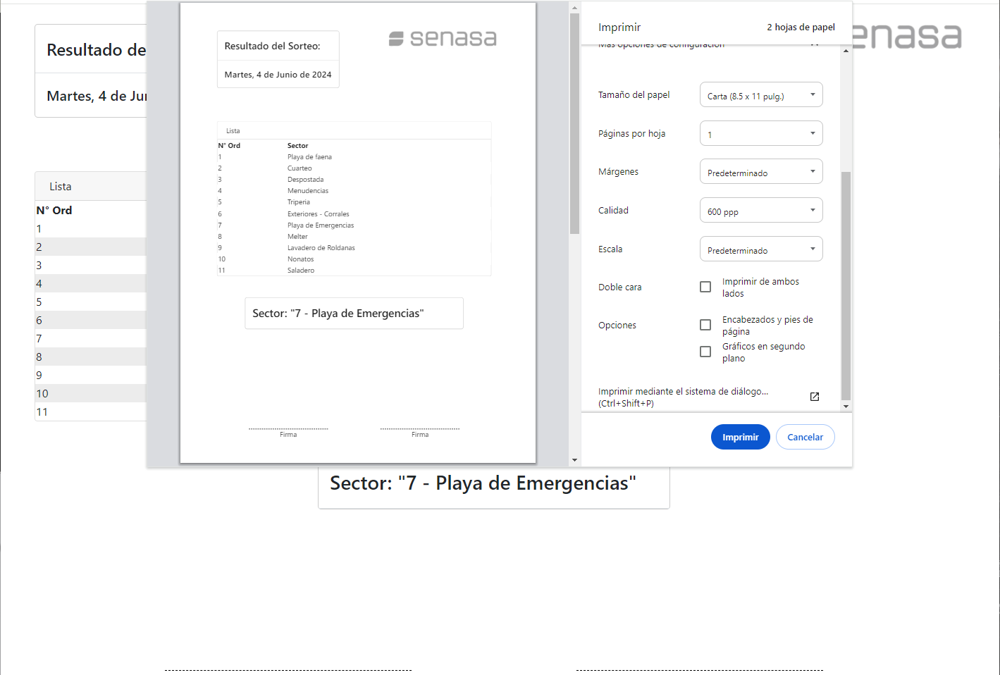 Resultado de
Martes, 4 de Jun
Lista
N° Ord
1
2
3
4
5
6
7
8
9
10
11
Resultado del Sorteo:
Martes, 4 de Junio de 2024
senasa
Lista
N° Ord Sector
1 Playa de faena
2 Cuarteo
3 Despostada
4 Menudencias
5 Triperia
6 Exteriores - Corrales
7 Playa de Emergencias
8 Melter
9 Lavadero de Roldanas
10 Nonatos
11 Saladero
Sector: "7 - Playa de Emergencias"
Firma Firma
Imprimir 2 hojas de papel
Más opciones de configuración
Tamaño del papel Carta (8.5 x 11 pulg.)
Páginas por hoja 1
Márgenes Predeterminado
Calidad 600 ppp
Escala Predeterminado
Doble cara Imprimir de ambos
lados
Opciones Encabezados y pies de
página
Gráficos en segundo
plano
Imprimir mediante el sistema de diálogo...
(Ctrl+Shift+P)
Imprimir Cancelar
enasa
Sector: "7 - Playa de Emergencias"